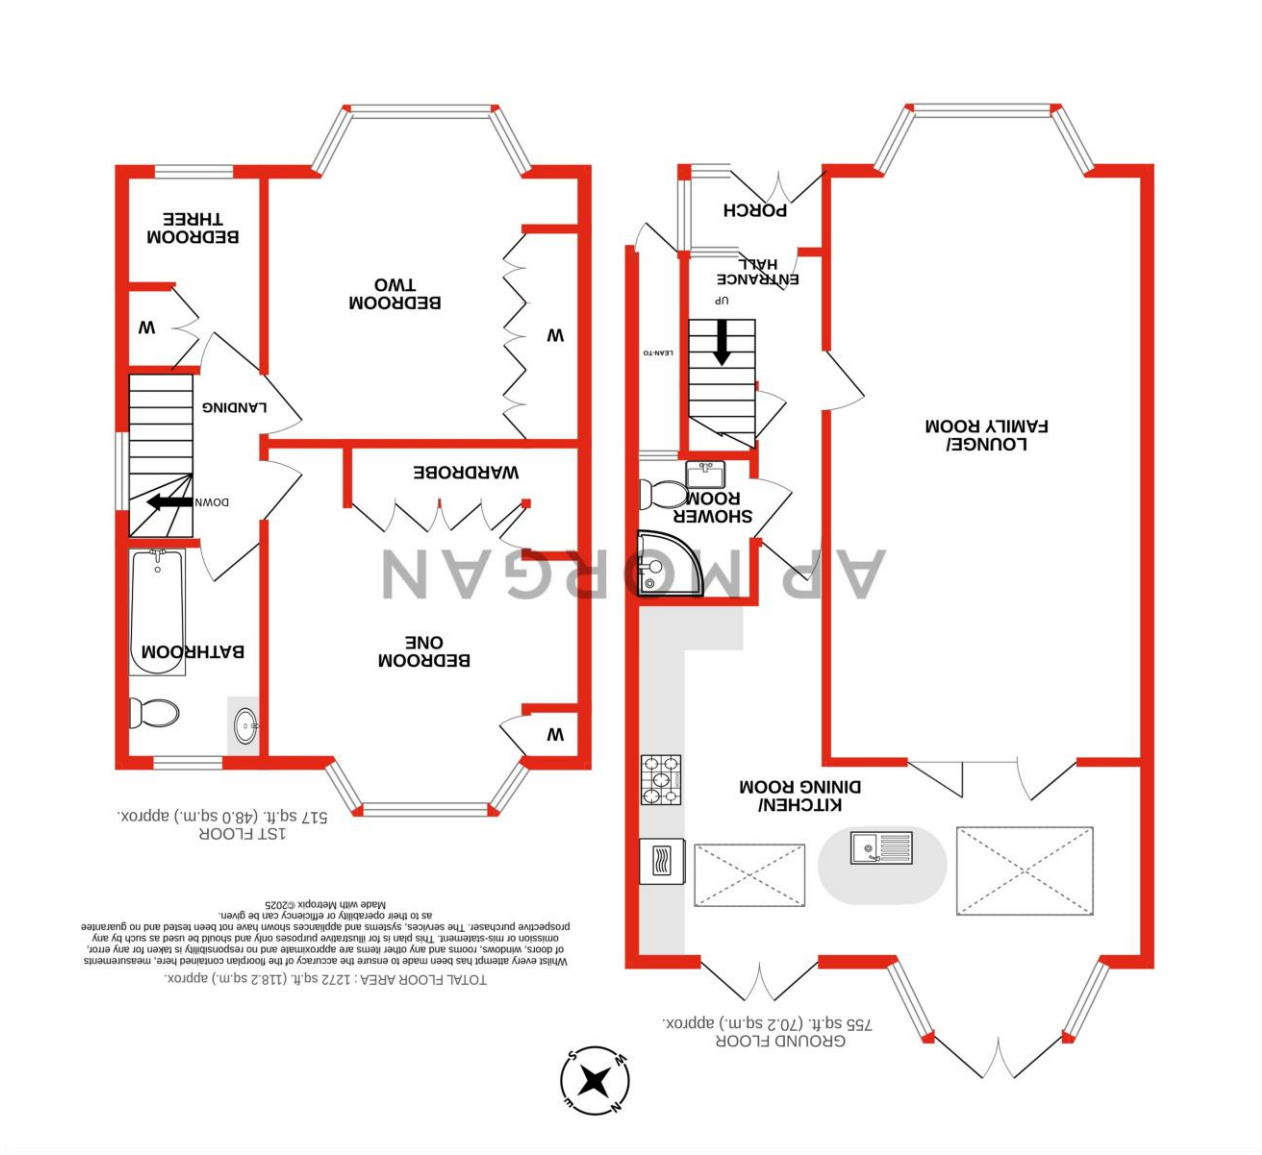 GROUND FLOOR
755 sq.ft. (70.2 sq.m.) approx.
KITCHEN/
DINING ROOM
SHOWER
ROOM
LOUNGE/
FAMILY ROOM
LEAN-TO
UP
ENTRANCE
HALL
PORCH
1ST FLOOR
517 sq.ft. (48.0 sq.m.) approx.
W
BEDROOM
ONE
BATHROOM
DOWN
WARDROBE
LANDING
W
W
BEDROOM
TWO
BEDROOM
THREE
AP MORGAN
TOTAL FLOOR AREA : 1272 sq.ft. (118.2 sq.m.) approx.
Whilst every attempt has been made to ensure the accuracy of the floorplan contained here, measurements
of doors, windows, rooms and any other items are approximate and no responsibility is taken for any error,
omission or mis-statement. This plan is for illustrative purposes only and should be used as such by any
prospective purchaser. The services, systems and appliances shown have not been tested and no guarantee
as to their operability or efficiency can be given.
Made with Metropix ©2025
N
E
S
W